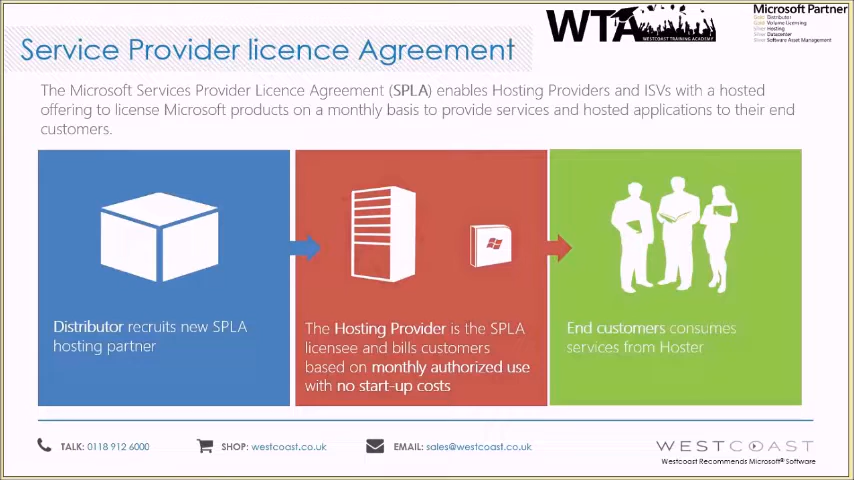 WTA
WESTCOAST TRAINING ACADEMY
Microsoft Partner
Gold Distributor
Gold Volume Licensing
Silver Hosting
Silver Datacenter
Silver Software Asset Management
Service Provider licence Agreement
The Microsoft Services Provider Licence Agreement (SPLA) enables Hosting Providers and ISVs with a hosted
offering to license Microsoft products on a monthly basis to provide services and hosted applications to their end
customers.
Distributor recruits new SPLA
hosting partner
The Hosting Provider is the SPLA
licensee and bills customers
based on monthly authorized use
with no start-up costs
End customers consumes
services from Hoster
TALK: 0118 912 6000
SHOP: westcoast.co.uk
EMAIL: sales@westcoast.co.uk
WESTCOAST
Westcoast Recommends Microsoft® Software